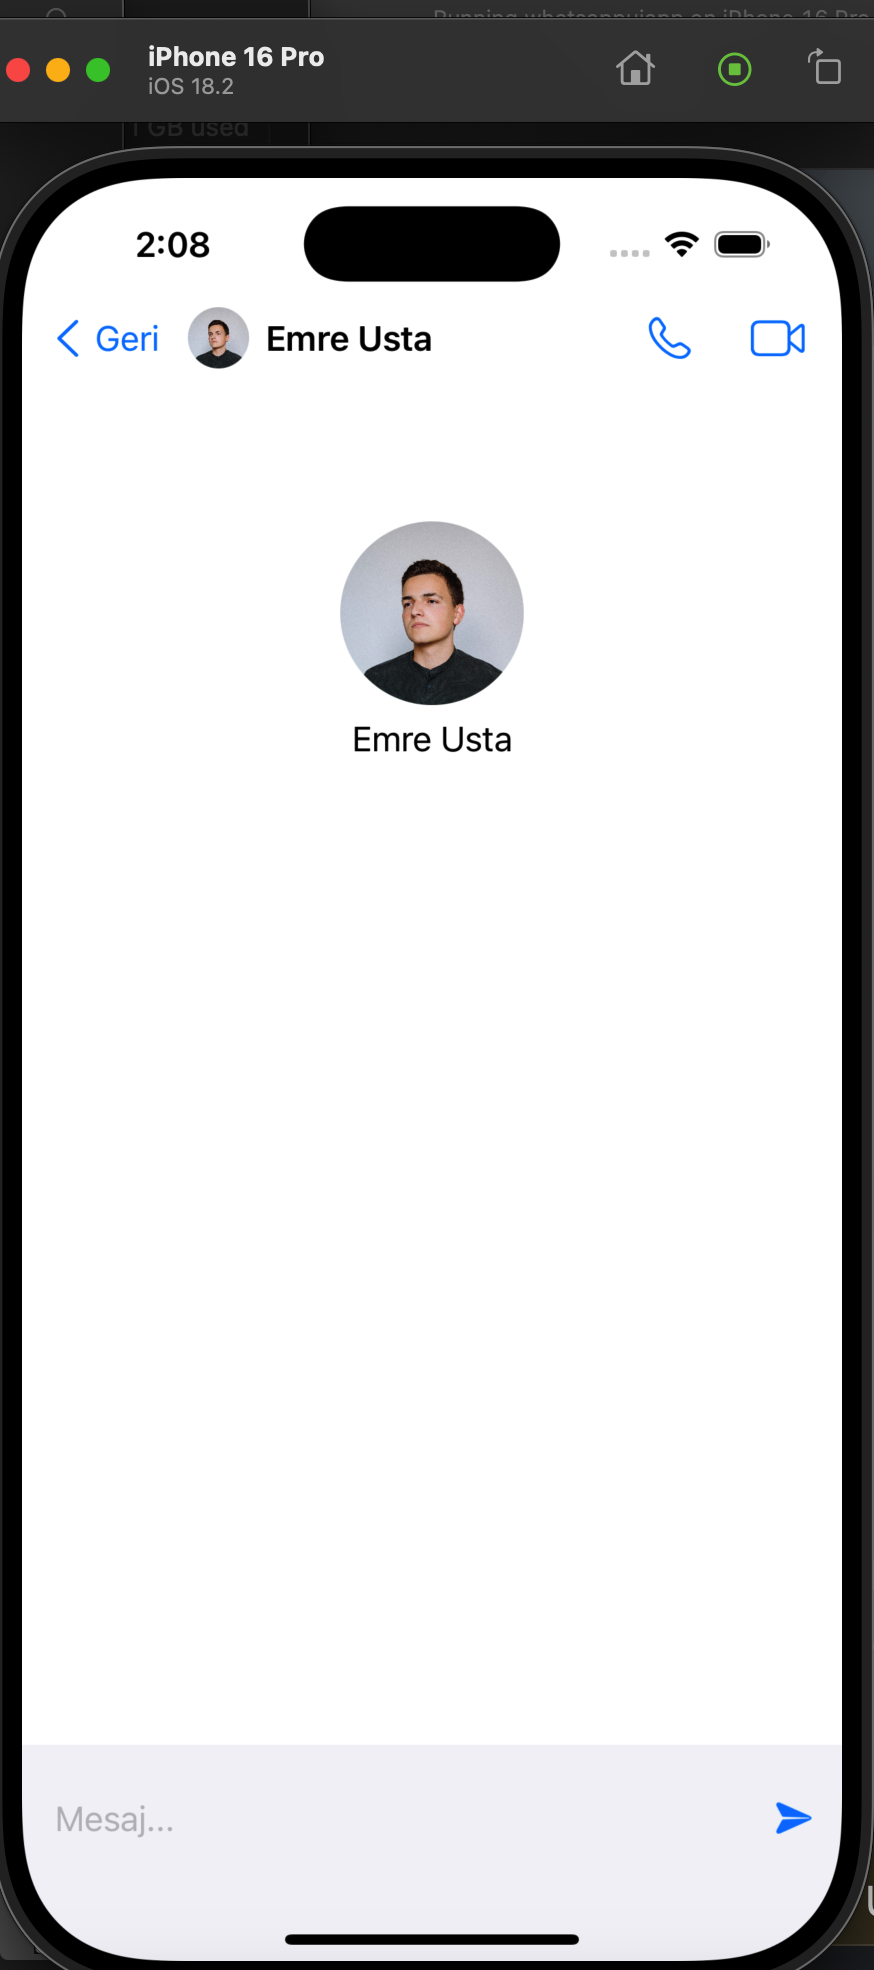 Running whatsappuiapp on iPhone 16 Pro
iPhone 16 Pro
iOS 18.2
GB used
2:08
Geri
Emre Usta
Emre Usta
Mesaj...